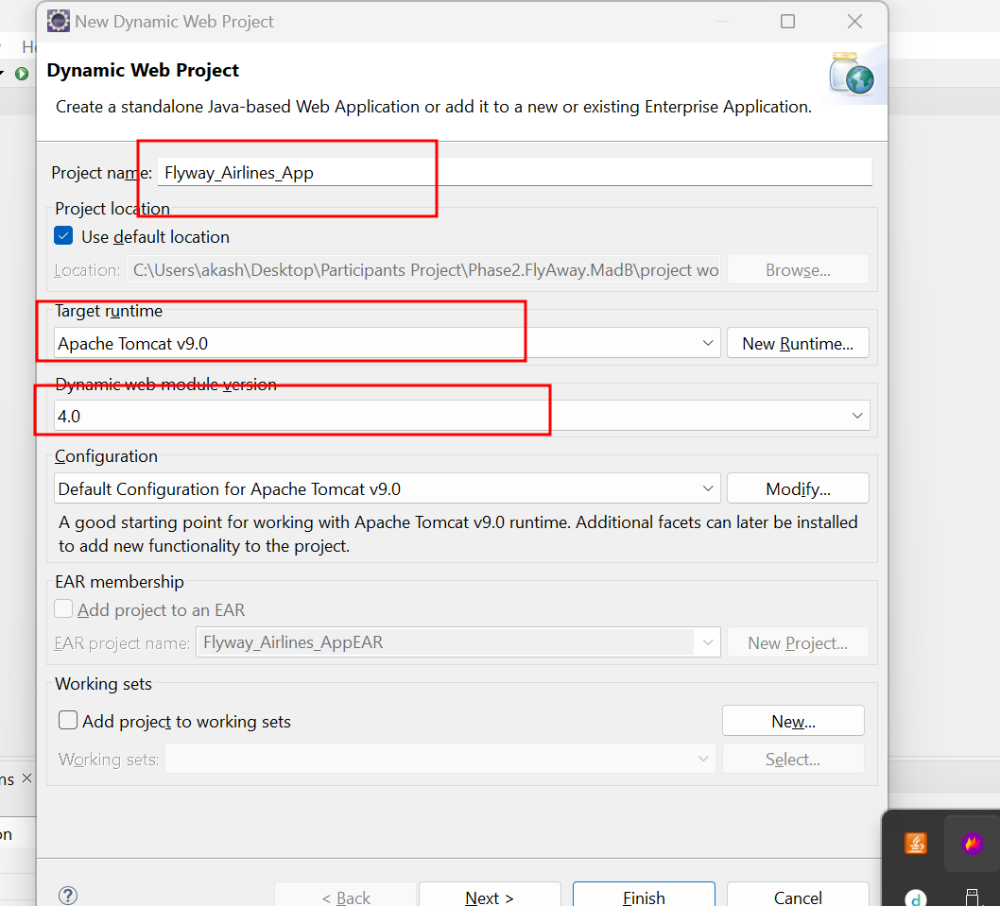 New Dynamic Web Project
He
Dynamic Web Project
Create a standalone Java-based Web Application or add it to a new or existing Enterprise Application.
Project name: Flyway_Airlines_App
Project location
Use default location
Location: C:\Users\akash\Desktop\Participants Project\Phase2.FlyAway.MadB\project wo Browse...
Target runtime
Apache Tomcat v9.0 New Runtime...
Dynamic web module version
4.0
Configuration
Default Configuration for Apache Tomcat v9.0 Modify...
A good starting point for working with Apache Tomcat v9.0 runtime. Additional facets can later be installed
to add new functionality to the project.
EAR membership
Add project to an EAR
EAR project name: Flyway_Airlines_AppEAR New Project...
Working sets
Add project to working sets New...
Working sets: Select...
ns
on
? < Back Next > Finish Cancel
d